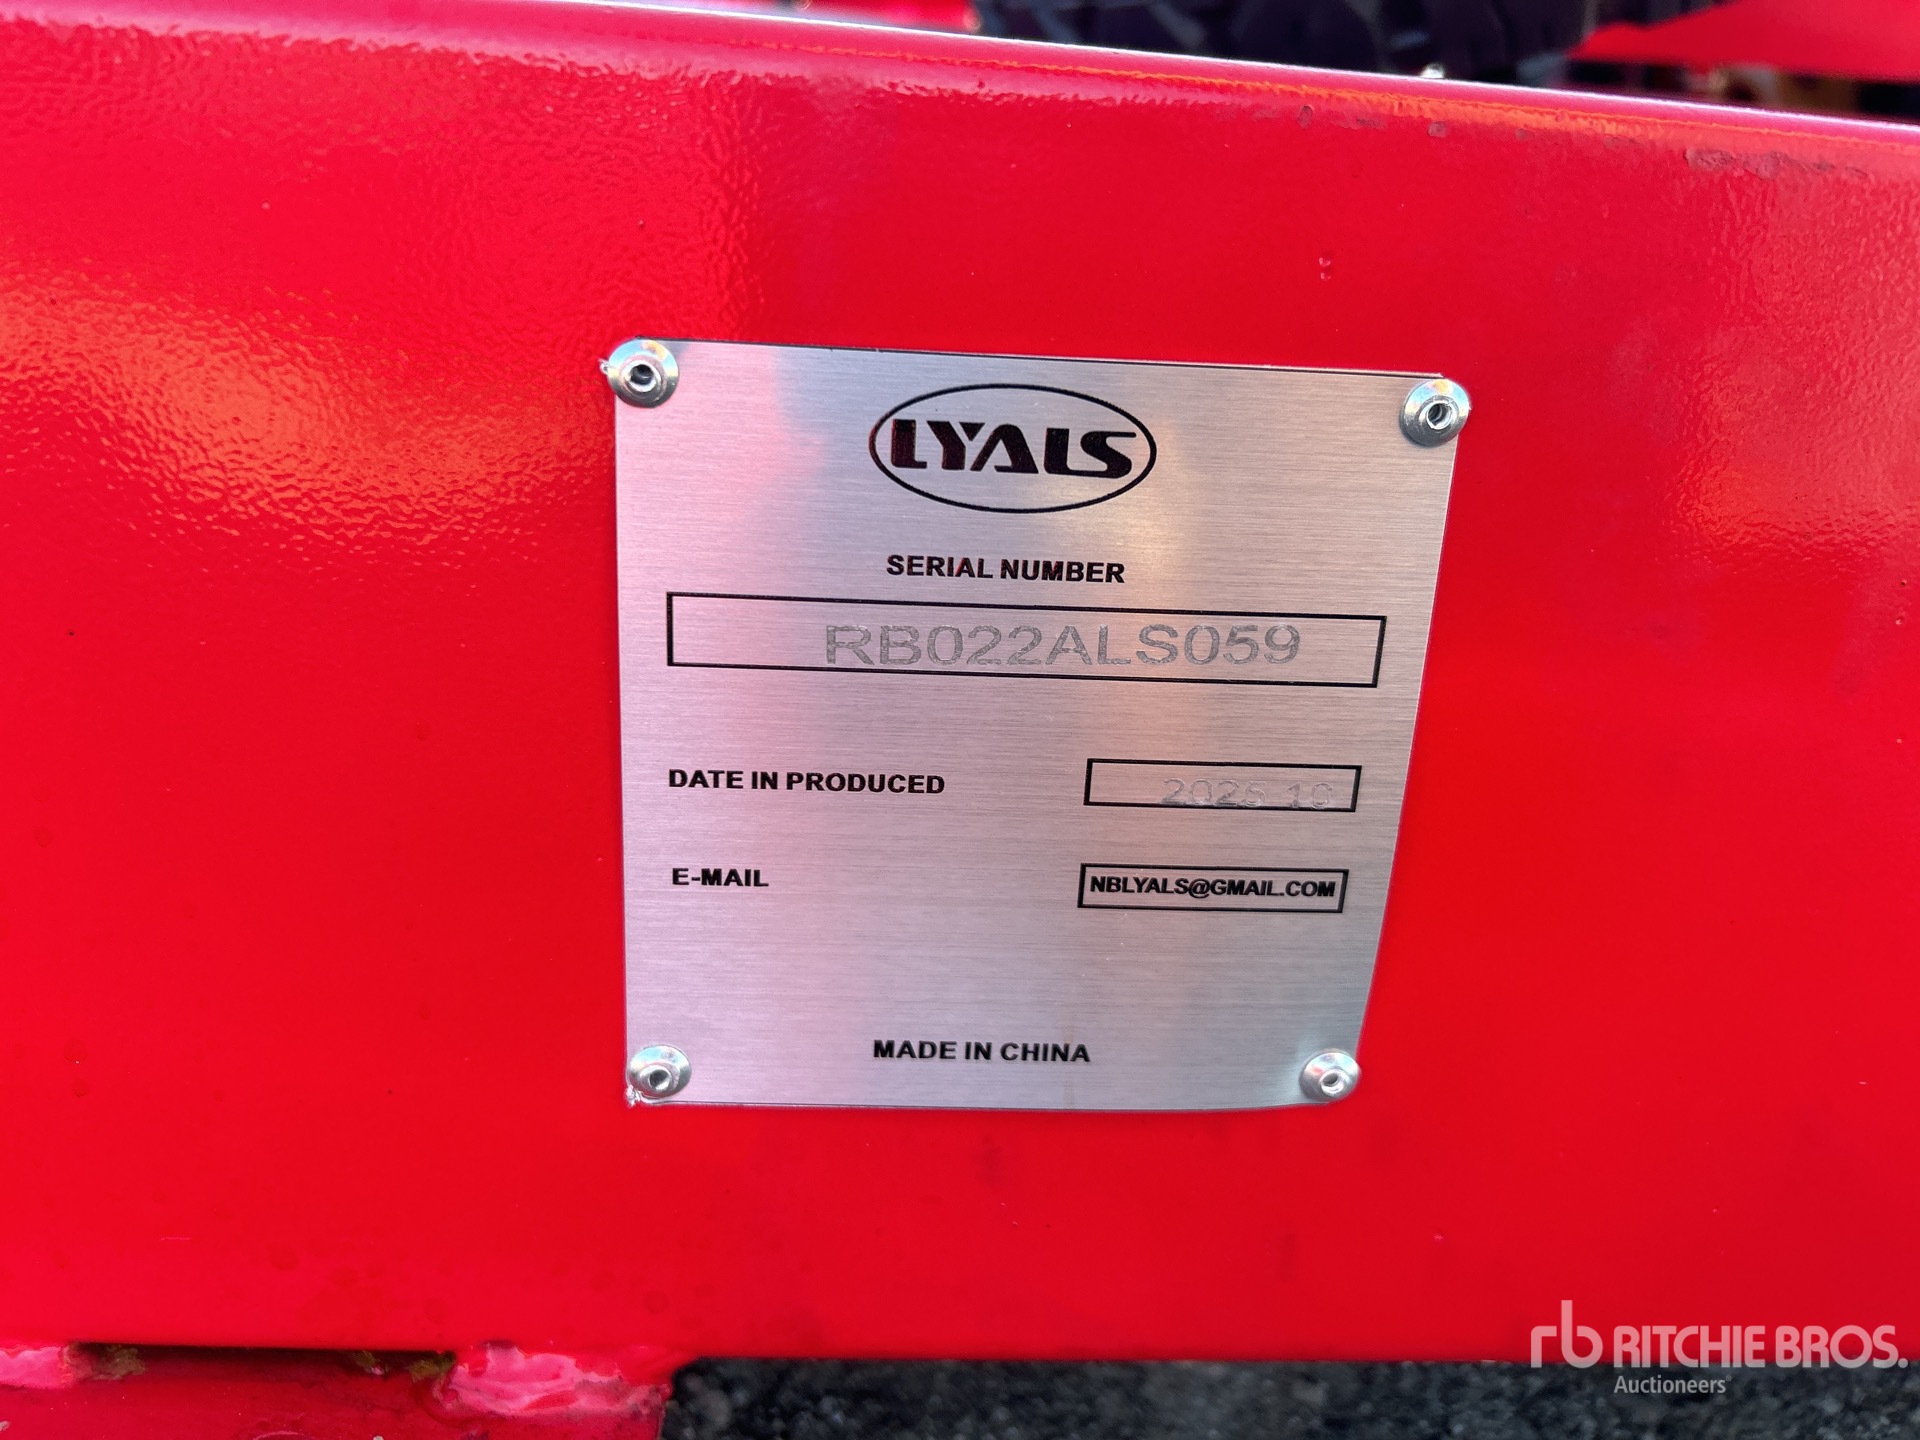 LYALS
SERIAL NUMBER
RB022ALS059
DATE IN PRODUCED
2025 10
E-MAIL
NBLYALS@GMAIL.COM
MADE IN CHINA
rb RITCHIE BROS.
Auctioneers